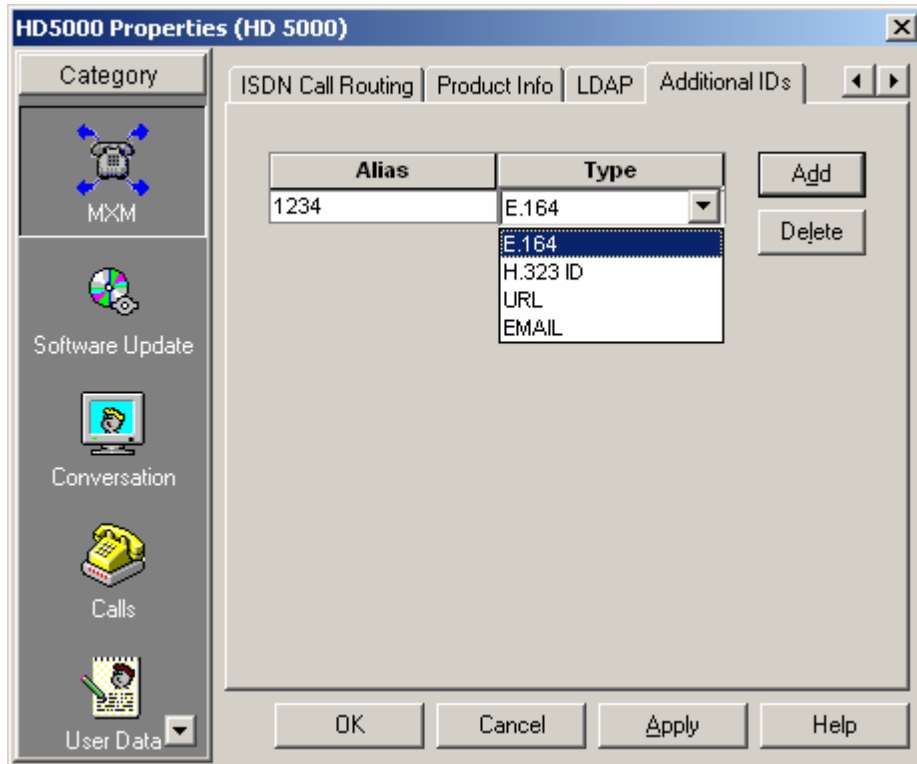 HD5000 Properties (HD 5000)
Category
MXM
Software Update
Conversation
Calls
User Data
ISDN Call Routing Product Info LDAP Additional IDs
Alias Type
1234 E.164
E.164
H.323 ID
URL
EMAIL
Add
Delete
OK Cancel Apply Help